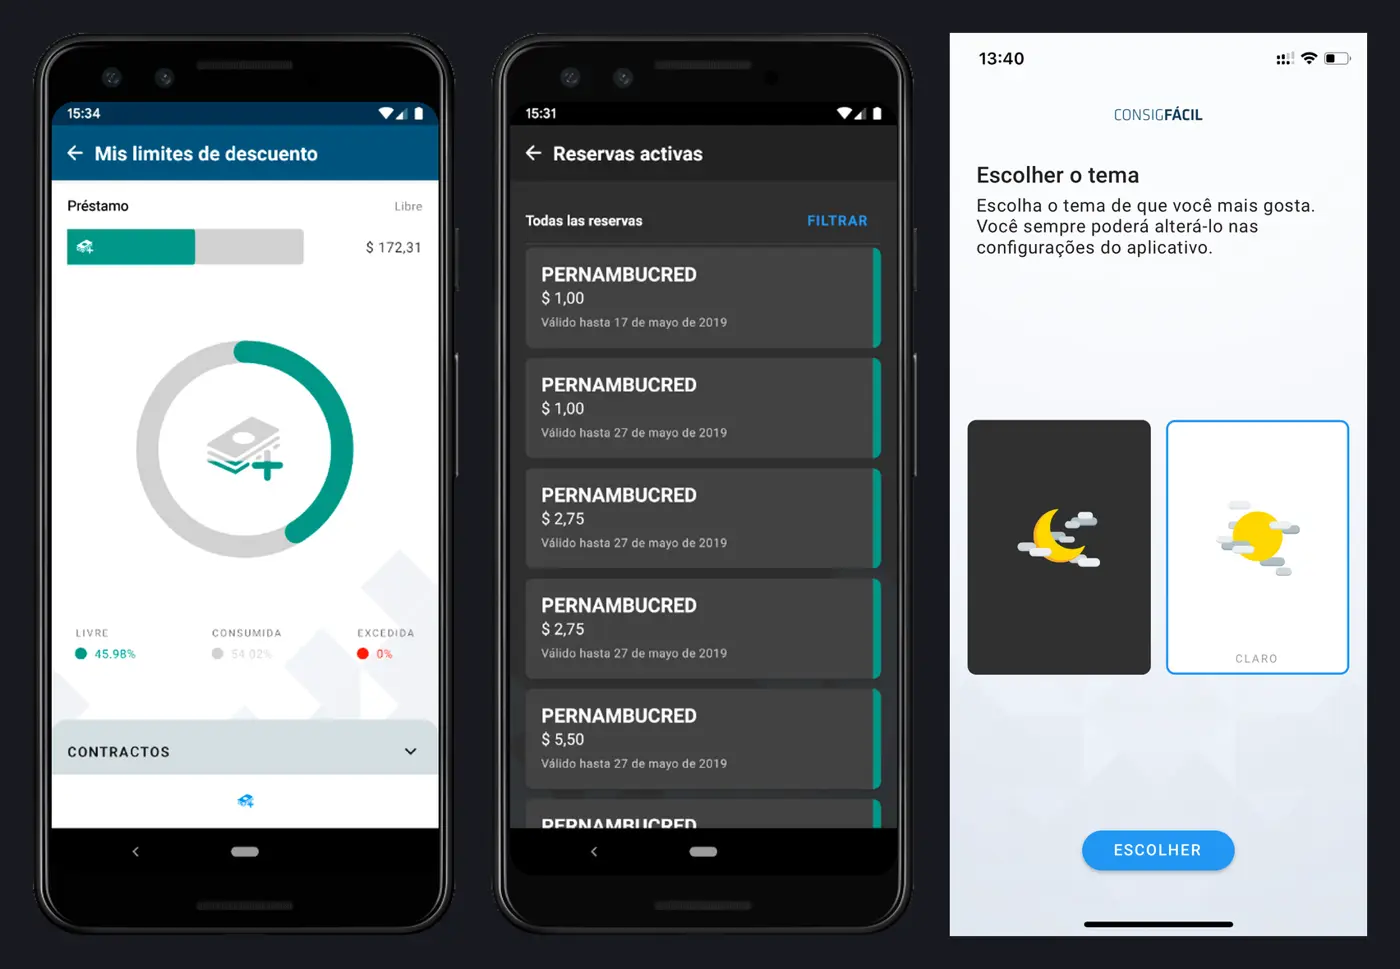 15:34
Mis limites de descuento
Préstamo
Libre
$ 172,31
LIVRE
CONSUMIDA
EXCEDIDA
45.98%
54.02%
0%
CONTRACTOS
15:31
Reservas activas
Todas las reservas
FILTRAR
PERNAMBUCRED
$ 1,00
Válido hasta 17 de mayo de 2019
PERNAMBUCRED
$ 1,00
Válido hasta 27 de mayo de 2019
PERNAMBUCRED
$ 2,75
Válido hasta 27 de mayo de 2019
PERNAMBUCRED
$ 2,75
Válido hasta 27 de mayo de 2019
PERNAMBUCRED
$ 5,50
Válido hasta 27 de mayo de 2019
PERNAMBUCRED
13:40
CONSIGFÁCIL
Escolher o tema
Escolha o tema de que você mais gosta.
Você sempre poderá alterá-lo nas
configurações do aplicativo.
CLARO
ESCOLHER